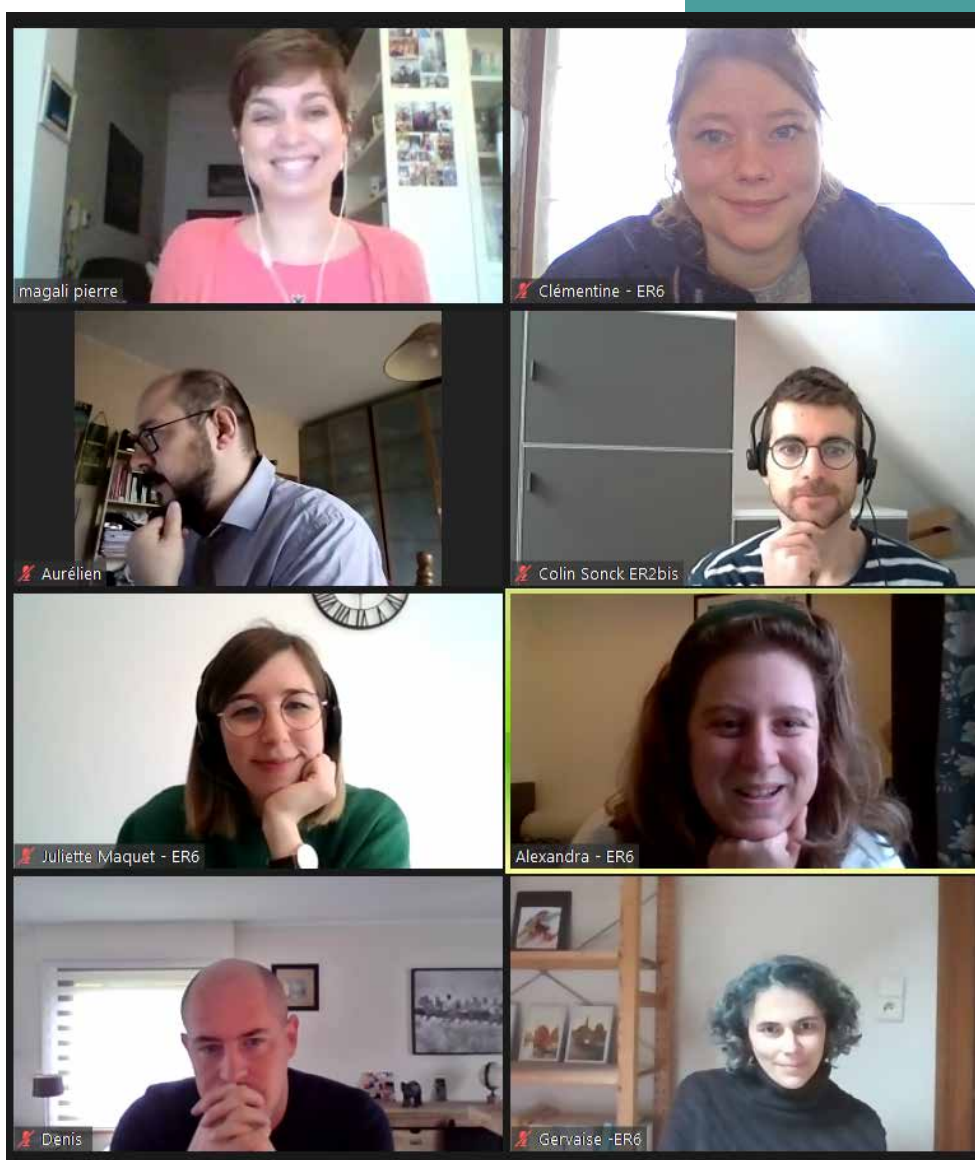 magali pierre
Clémentine - ER6
Aurélien
Colin Sonck ER2bis
Juliette Maquet - ER6
Alexandra - ER6
Denis
Gervaise -ER6